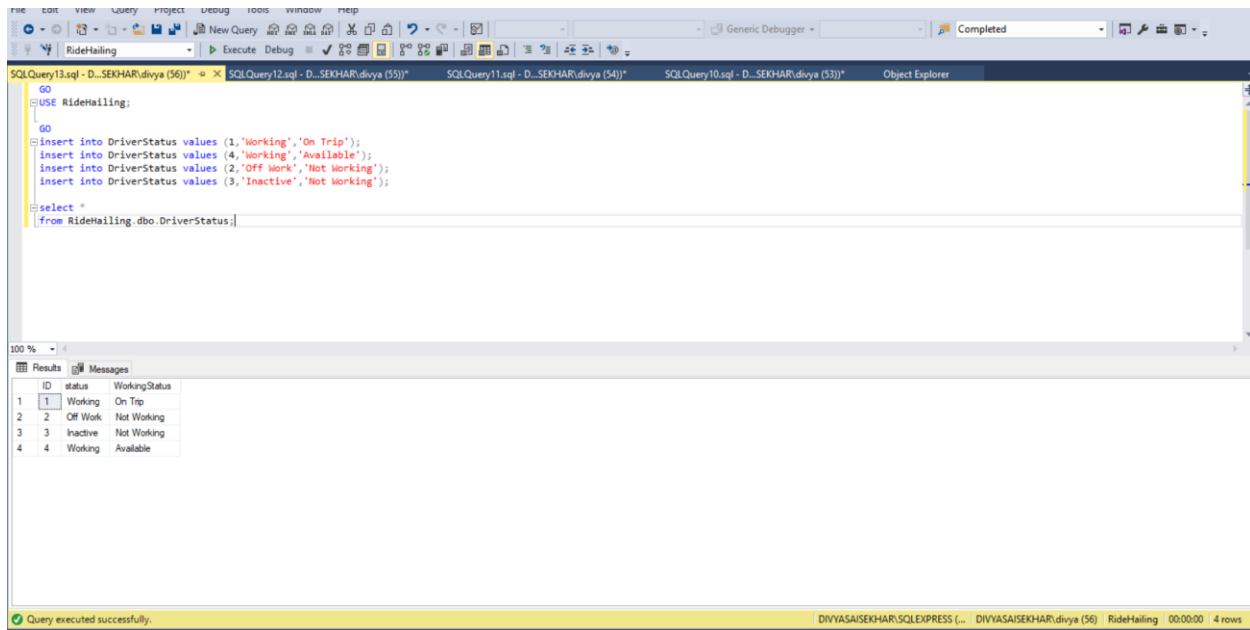 File Edit View Query Project Debug Tools Window Help
New Query Generic Debugger Completed
RideHailing Execute Debug
SQLQuery13.sql - D...SEKHAR\divya (56))* SQLQuery12.sql - D...SEKHAR\divya (55))* SQLQuery11.sql - D...SEKHAR\divya (54))* SQLQuery10.sql - D...SEKHAR\divya (53))* Object Explorer
GO
USE RideHailing;
GO
insert into DriverStatus values (1,'Working','On Trip');
insert into DriverStatus values (4,'Working','Available');
insert into DriverStatus values (2,'Off Work','Not Working');
insert into DriverStatus values (3,'Inactive','Not Working');
select *
from RideHailing.dbo.DriverStatus;
100 %
Results Messages
ID status WorkingStatus
1 1 Working On Trip
2 2 Off Work Not Working
3 3 Inactive Not Working
4 4 Working Available
Query executed successfully. DIVYASAISEKHAR\SQLEXPRESS (... DIVYASAISEKHAR\divya (56) RideHailing 00:00:00 4 rows